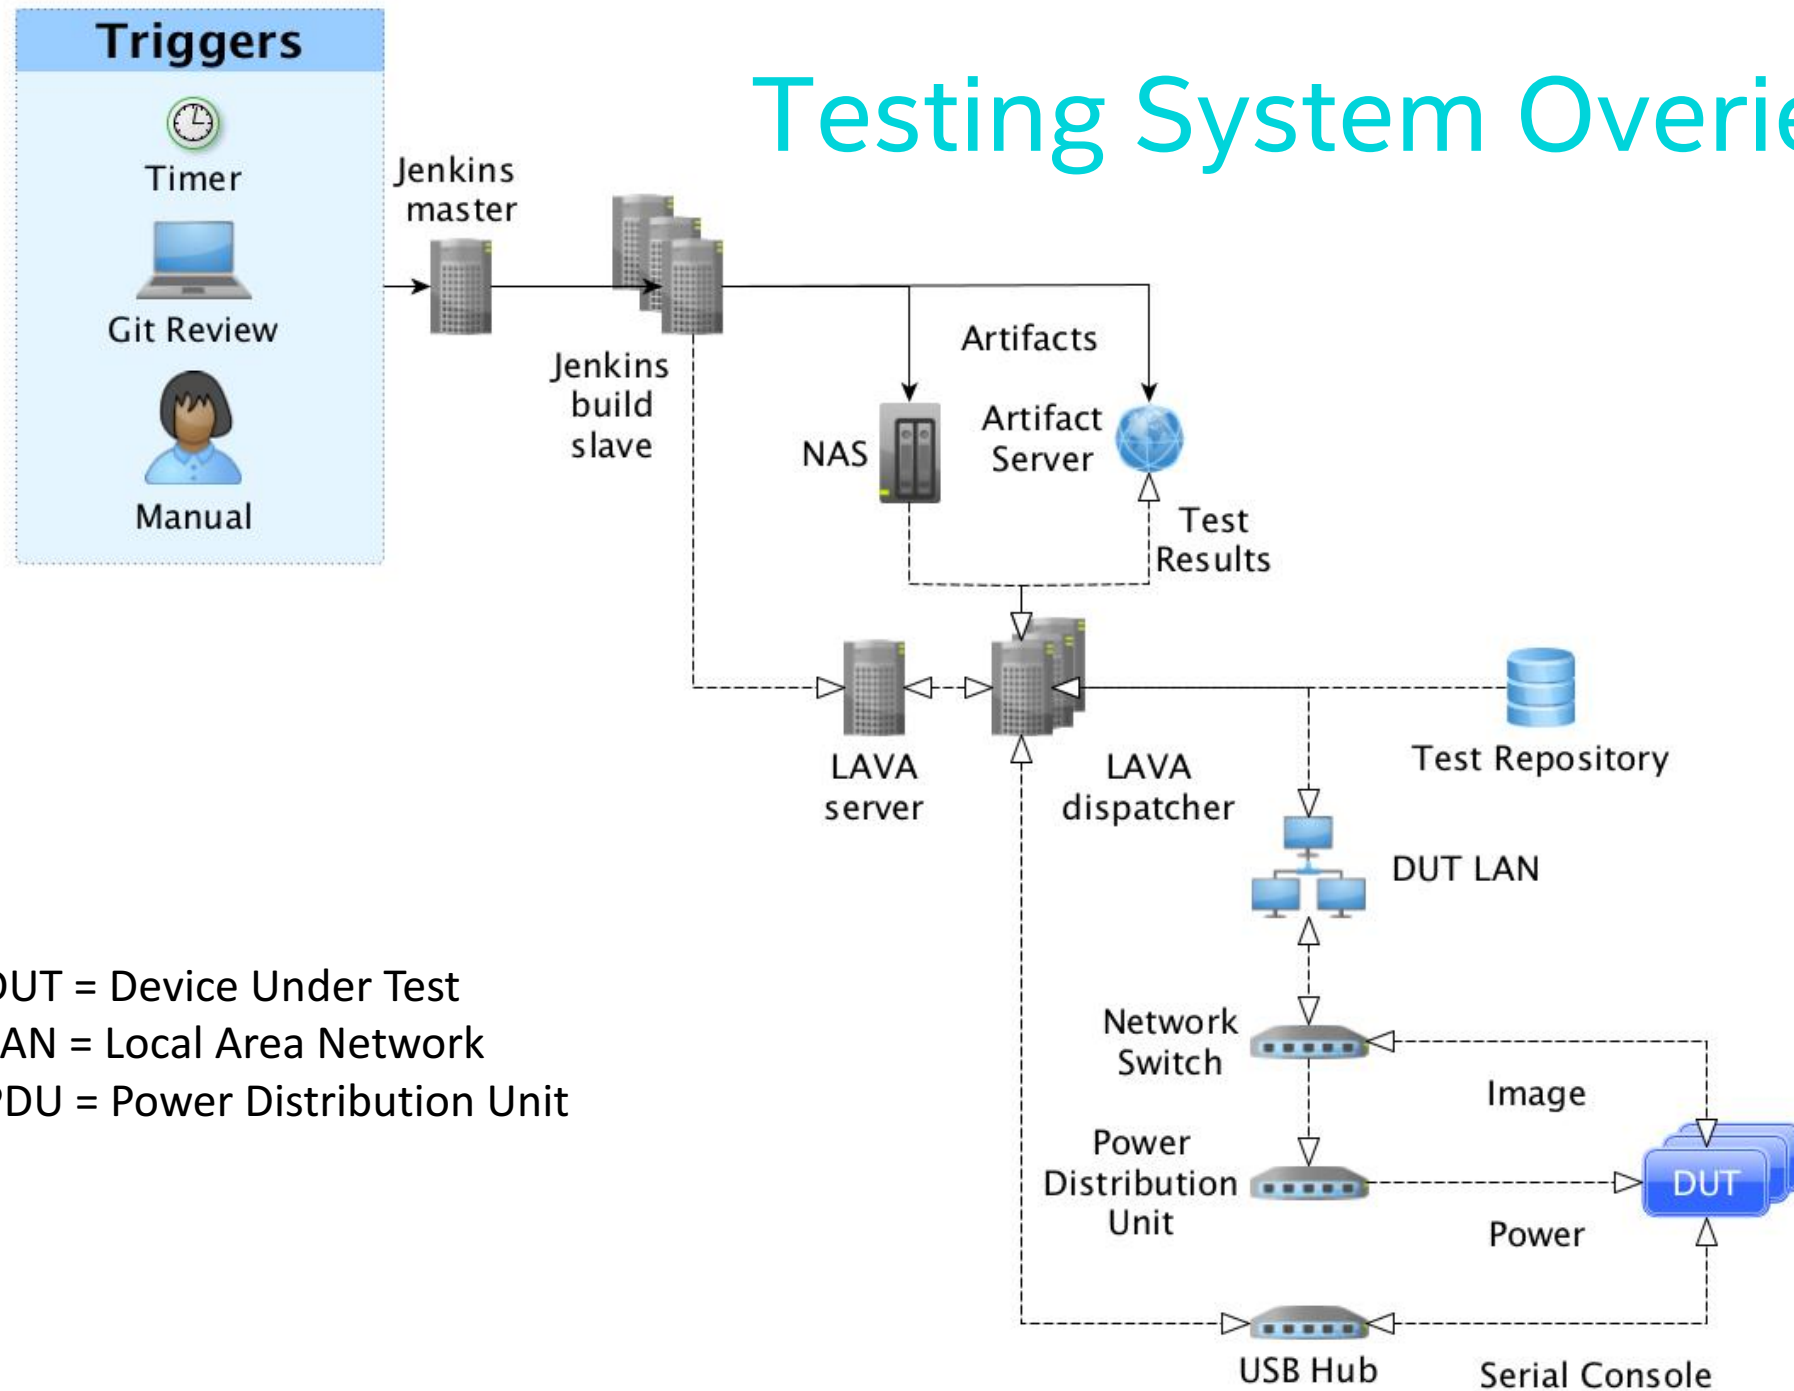 Triggers
Timer
Git Review
Manual
Testing System Overie
Jenkins
master
Jenkins
build
slave
Artifacts
NAS
Artifact
Server
Test
Results
LAVA
server
LAVA
dispatcher
Test Repository
DUT LAN
Network
Switch
Image
Power
Distribution
Unit
DUT
Power
USB Hub
Serial Console
DUT = Device Under Test
AN = Local Area Network
PDU = Power Distribution Unit